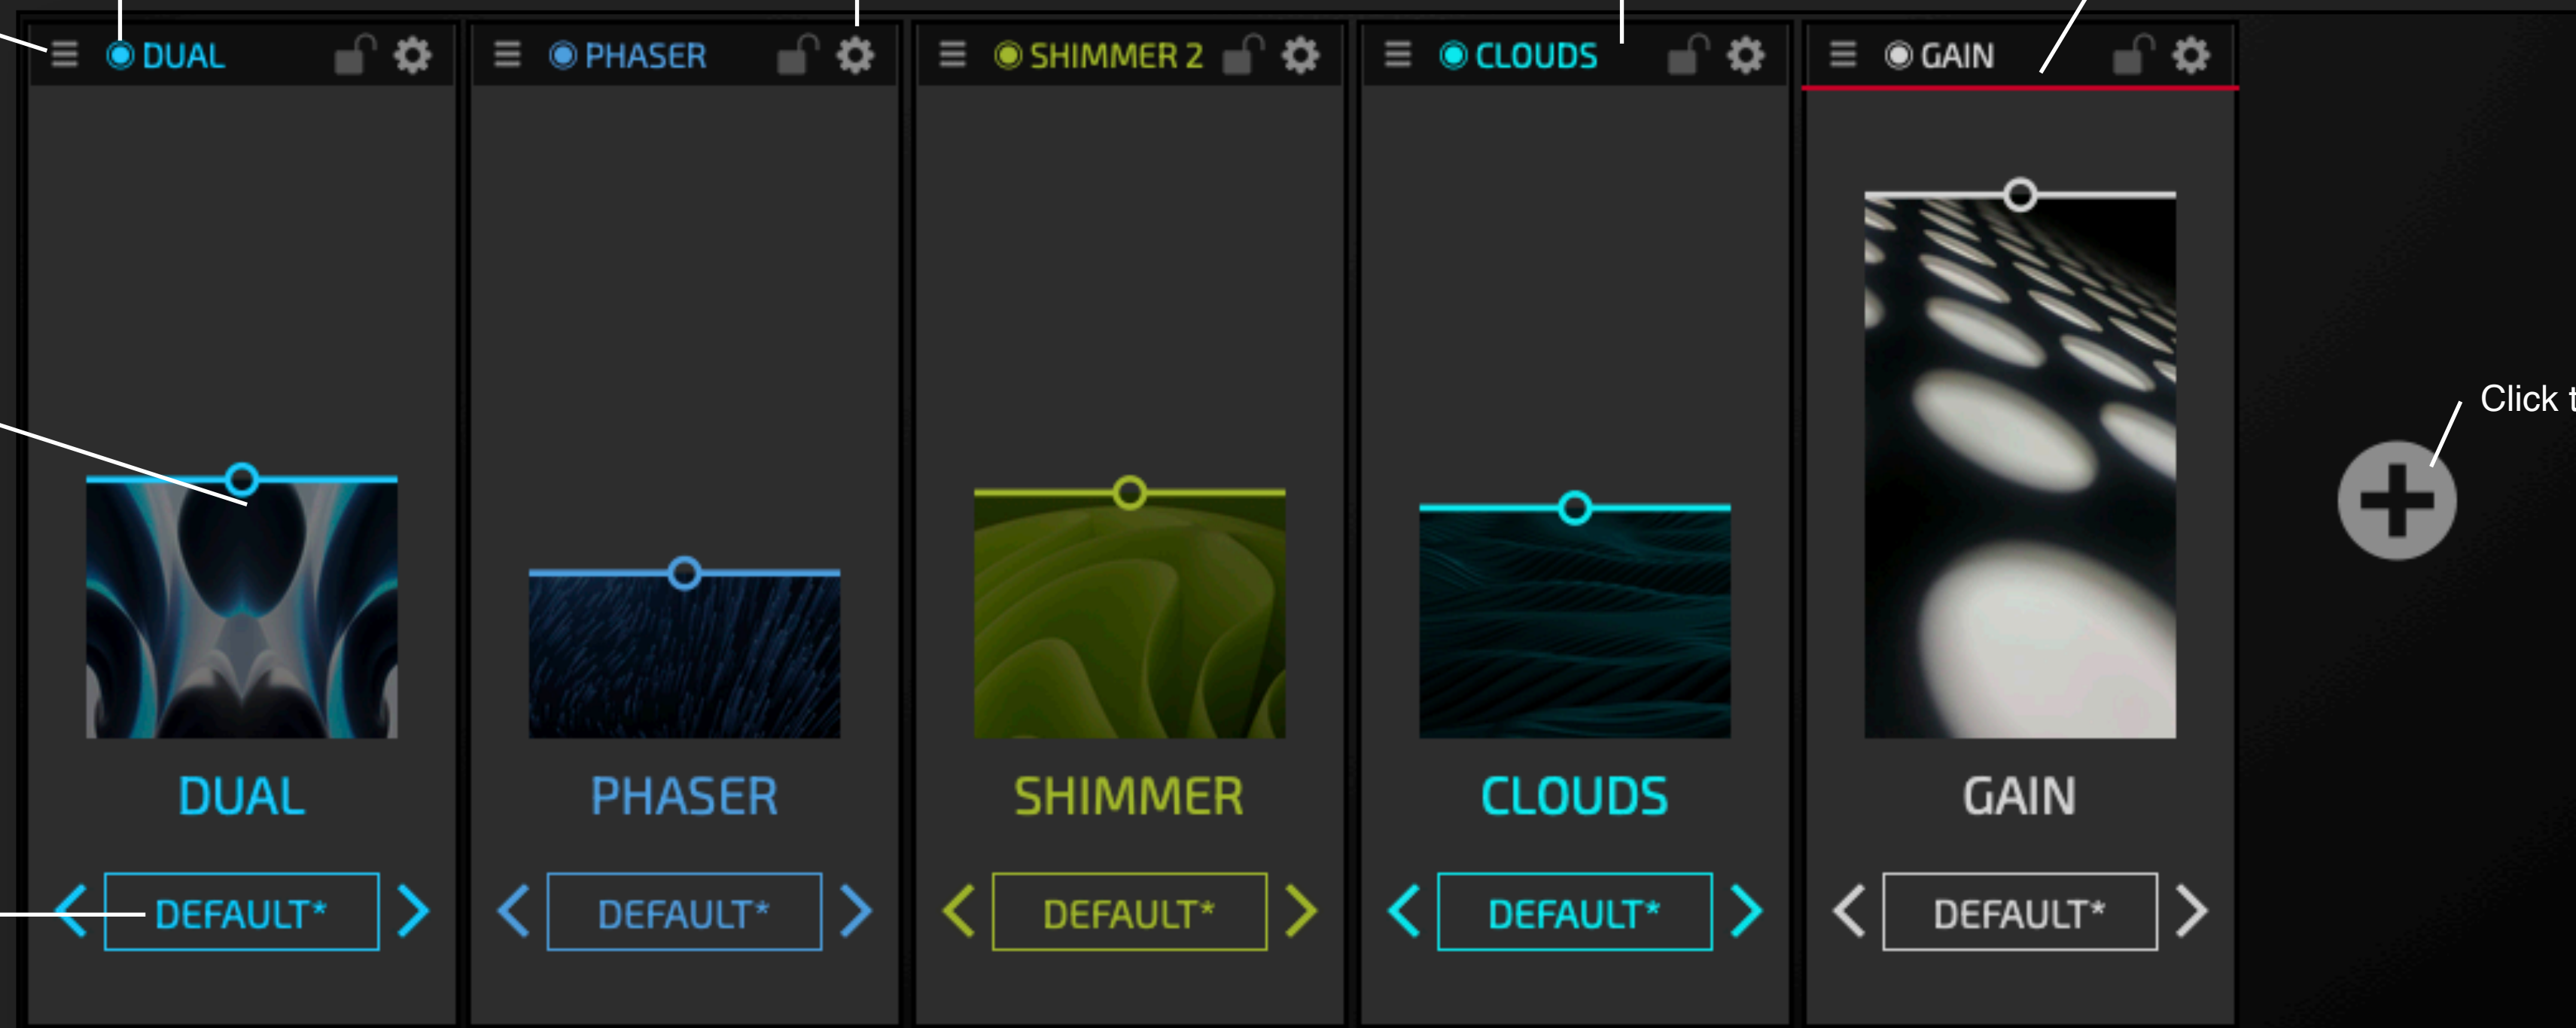 DUAL
PHASER
SHIMMER 2
CLOUDS
GAIN
Click
DUAL
PHASER
SHIMMER
CLOUDS
GAIN
DEFAULT*
DEFAULT*
DEFAULT*
DEFAULT*
DEFAULT*